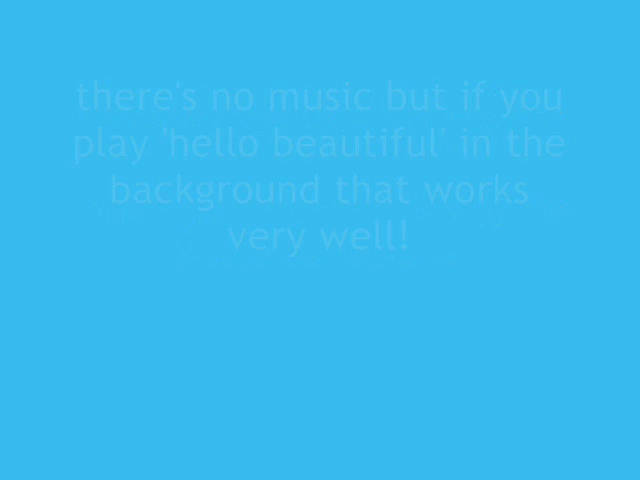 there's no music but if you
play 'hello beautiful' in the
background that works
very well!